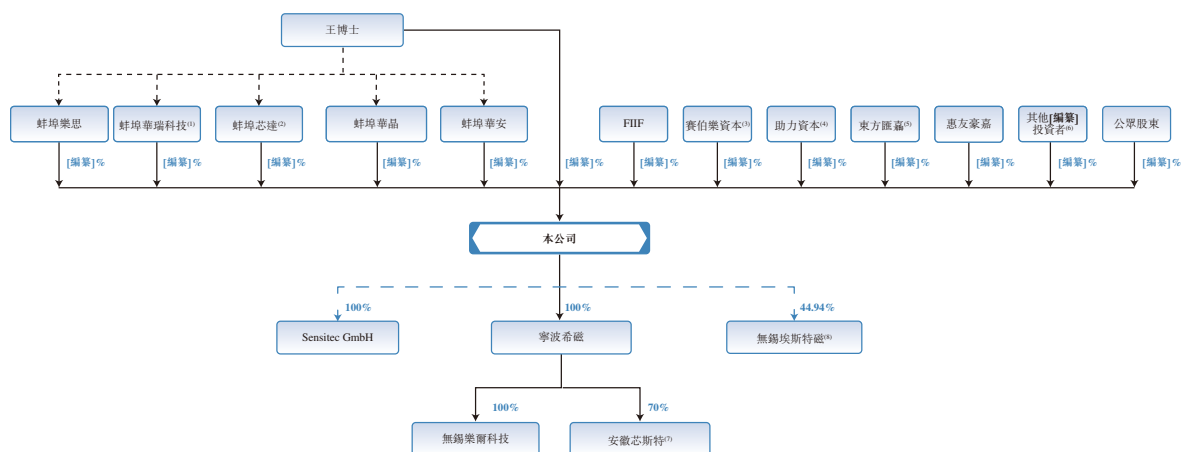 王博士
蚌埠樂思
蚌埠華瑞科技(1)
蚌埠芯達(2)
蚌埠華晶
蚌埠華安
FIIF
賽伯樂資本(3)
助力資本(4)
東方匯嘉(5)
惠友豪嘉
其他[編纂]
投資者(6)
公眾股東
[編纂]%
[編纂]%
[編纂]%
[編纂]%
[編纂]%
[編纂]%
[編纂]%
[編纂]%
[編纂]%
[編纂]%
[編纂]%
[編纂]%
[編纂]%
本公司
100%
100%
44.94%
Sensitec GmbH
寧波希磁
無錫埃斯特磁(8)
100%
70%
無錫樂爾科技
安徽芯斯特(7)